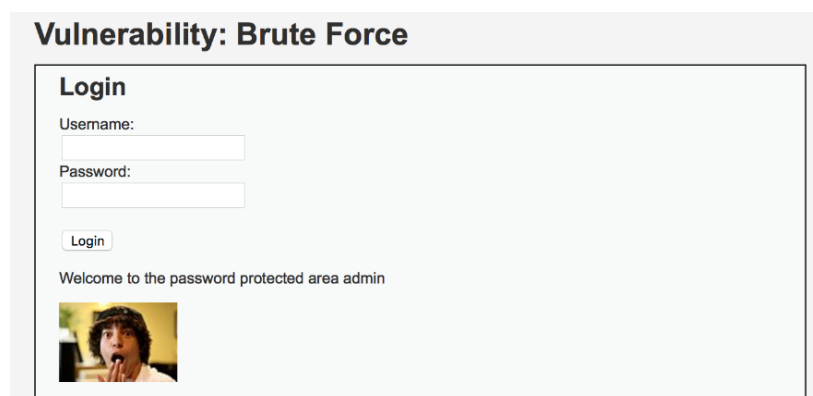 Vulnerability: Brute Force
Login
Username:
Password:
Login
Welcome to the password protected area admin